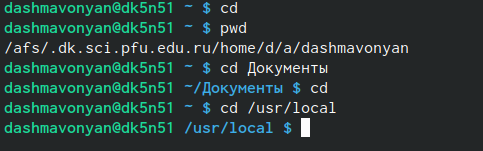 dashmavonyan@dk5n51 ~ $ cd
dashmavonyan@dk5n51 ~ $ pwd
/afs/.dk.sci.pfu.edu.ru/home/d/a/dashmavonyan
dashmavonyan@dk5n51 ~ $ cd Документы
dashmavonyan@dk5n51 ~/Документы $ cd
dashmavonyan@dk5n51 ~ $ cd /usr/local
dashmavonyan@dk5n51 /usr/local $